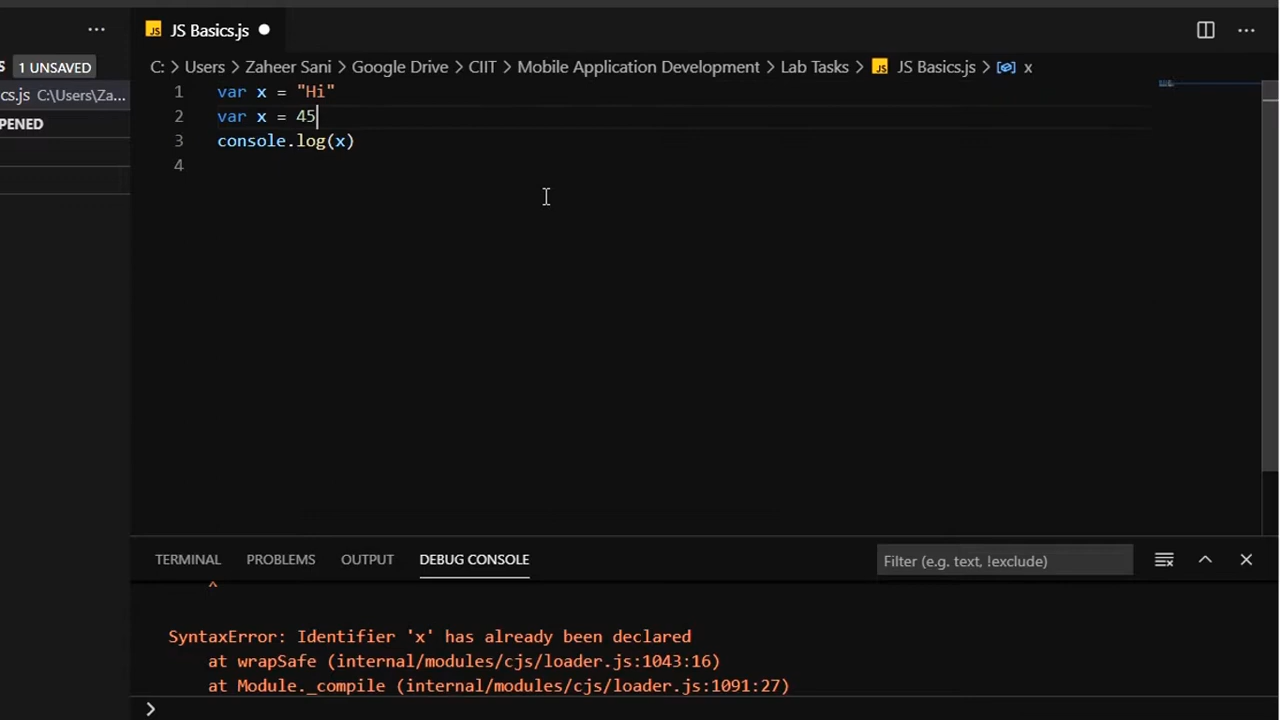 JS JS Basics.js
S 1 UNSAVED
C: > Users > Zaheer Sani > Google Drive > CIIT > Mobile Application Development > Lab Tasks > JS JS Basics.js > x
cs.js C:\Users\Za...
PENED
1 var x = "Hi"
2 var x = 45
3 console.log(x)
4
TERMINAL PROBLEMS OUTPUT DEBUG CONSOLE Filter (e.g. text, !exclude)
^
SyntaxError: Identifier 'x' has already been declared
at wrapSafe (internal/modules/cjs/loader.js:1043:16)
at Module._compile (internal/modules/cjs/loader.js:1091:27)
>